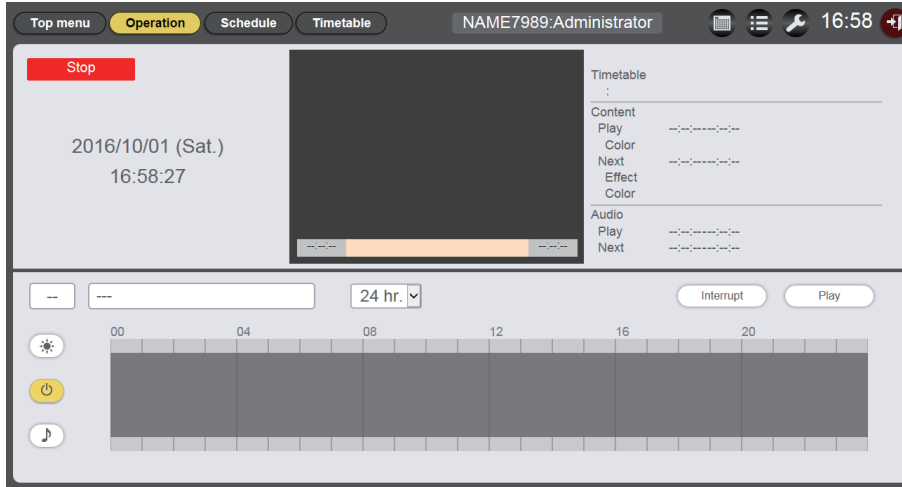 Top menu Operation Schedule Timetable NAME7989:Administrator 16:58
Stop
2016/10/01 (Sat.)
16:58:27
--:--:-- --:--:--
Timetable
:
Content
Play --:--:-----:--:--
Color
Next --:--:-----:--:--
Effect
Color
Audio
Play --:--:-----:--:--
Next --:--:-----:--:--
-- --- 24 hr. Interrupt Play
00 04 08 12 16 20